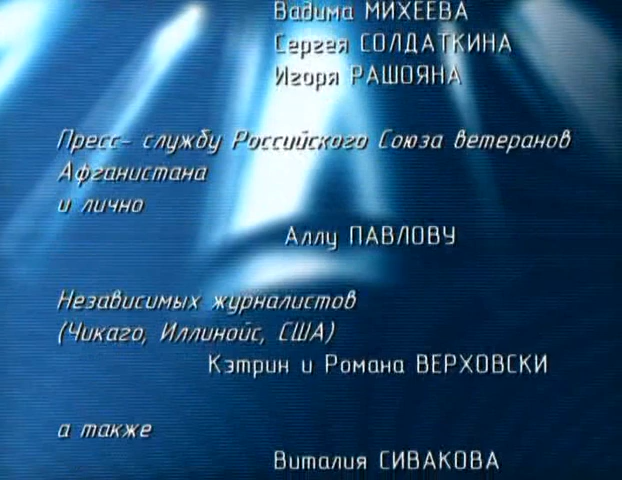 Вадима МИХЕЕВА
Сергея СОЛДАТКИНА
Игоря РАШОЯНА
Пресс- службу Российского Союза ветеранов
Афганистана
и лично
Аллу ПАВЛОВУ
Независимых журналистов
(Чикаго, Иллинойс, США)
Кэтрин и Романа ВЕРХОВСКИ
а также
Виталия СИВАКОВА